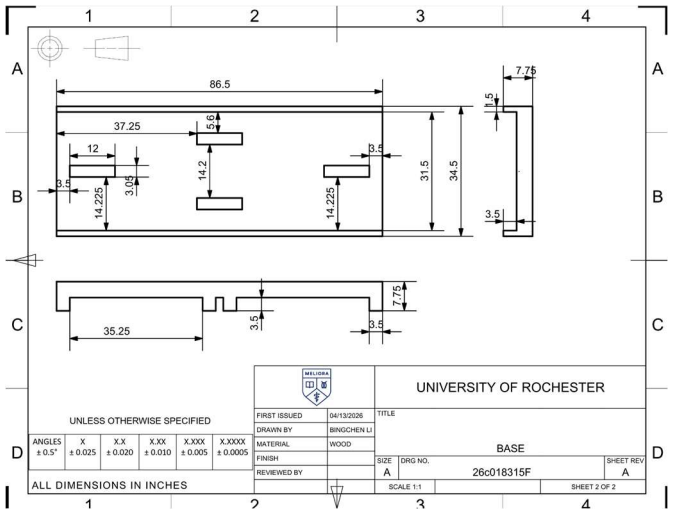 1 2 3 4
A A
7.75
86.5
1.5
5.6
37.25
12
3.5
14.2
31.5
34.5
3.05
B B
3.5
14.225
14.225
3.5
7.75
3.5
C C
35.25
3.5
MELIORA
UNIVERSITY OF ROCHESTER
FIRST ISSUED 04/13/2026 TITLE
UNLESS OTHERWISE SPECIFIED
DRAWN BY BINGCHEN LI
ANGLES X X.X X.XX X.XXX X.XXXX
± 0.5° ± 0.025 ± 0.020 ± 0.010 ± 0.005 ± 0.0005
MATERIAL WOOD
BASE
D D
FINISH
SIZE DRG NO. SHEET REV
REVIEWED BY
A 26c018315F A
ALL DIMENSIONS IN INCHES
SCALE 1:1 SHEET 2 OF 2
1 2 3 4